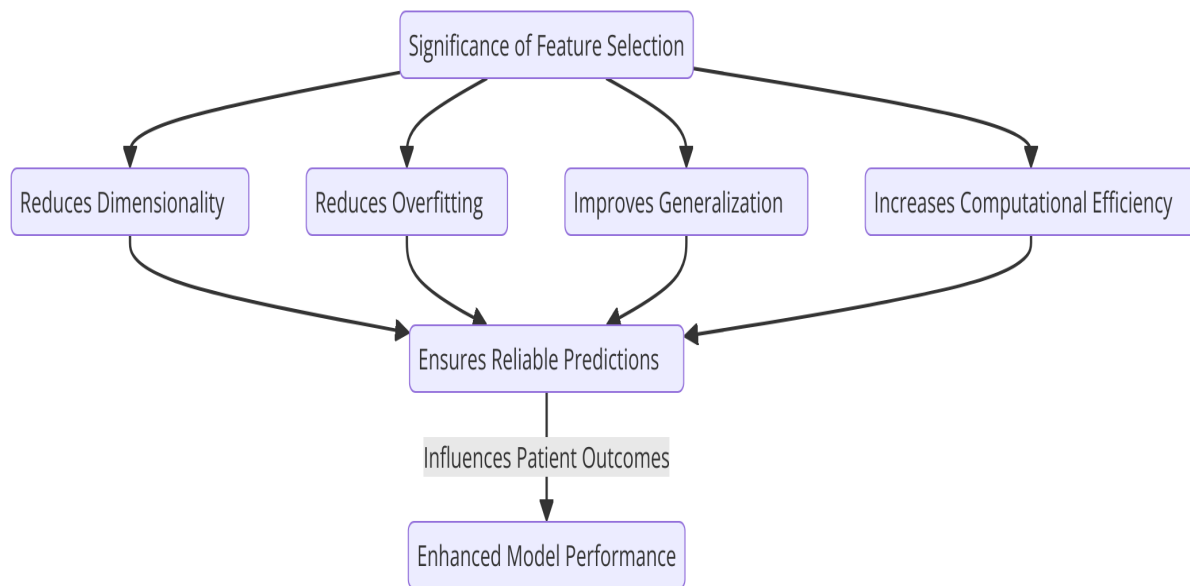 Significance of Feature Selection
Reduces Dimensionality
Reduces Overfitting
Improves Generalization
Increases Computational Efficiency
Ensures Reliable Predictions
Influences Patient Outcomes
Enhanced Model Performance